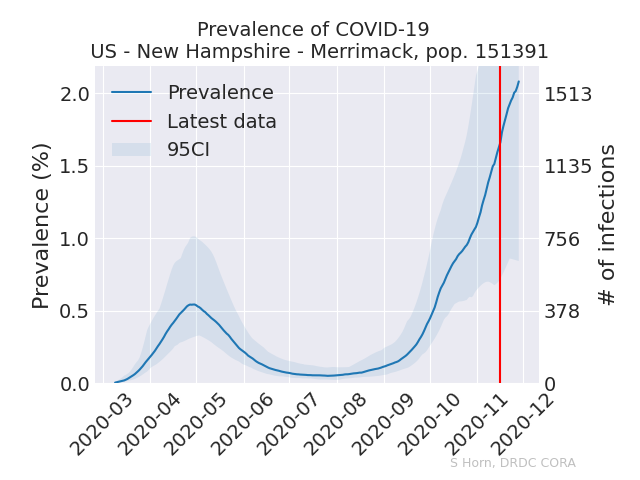 Prevalence of COVID-19
US - New Hampshire - Merrimack, pop. 151391
Prevalence
Latest data
95CI
Prevalence (%)
2.0
1.5
1.0
0.5
0.0
1513
1135
756
378
0
# of infections
2020-03
2020-04
2020-05
2020-06
2020-07
2020-08
2020-09
2020-10
2020-11
2020-12
S Horn, DRDC CORA